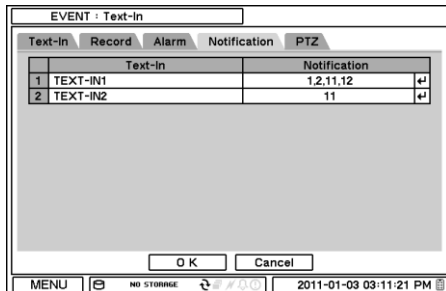 EVENT : Text-In
Text-In Record Alarm Notification PTZ
Text-In Notification
1 TEXT-IN1 1,2,11,12
2 TEXT-IN2 11
OK Cancel
MENU NO STORAGE 2011-01-03 03:11:21 PM